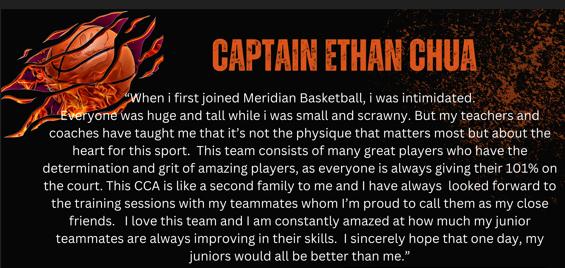 CAPTAIN ETHAN CHUA
“When i first joined Meridian Basketball, i was intimidated.
Everyone was huge and tall while i was small and scrawny. But my teachers and
coaches have taught me that it’s not the physique that matters most but about the
heart for this sport. This team consists of many great players who have the
determination and grit of amazing players, as everyone is always giving their 101% on
the court. This CCA is like a second family to me and I have always looked forward to
the training sessions with my teammates whom I’m proud to call them as my close
friends. I love this team and I am constantly amazed at how much my junior
teammates are always improving in their skills. I sincerely hope that one day, my
juniors would all be better than me.”